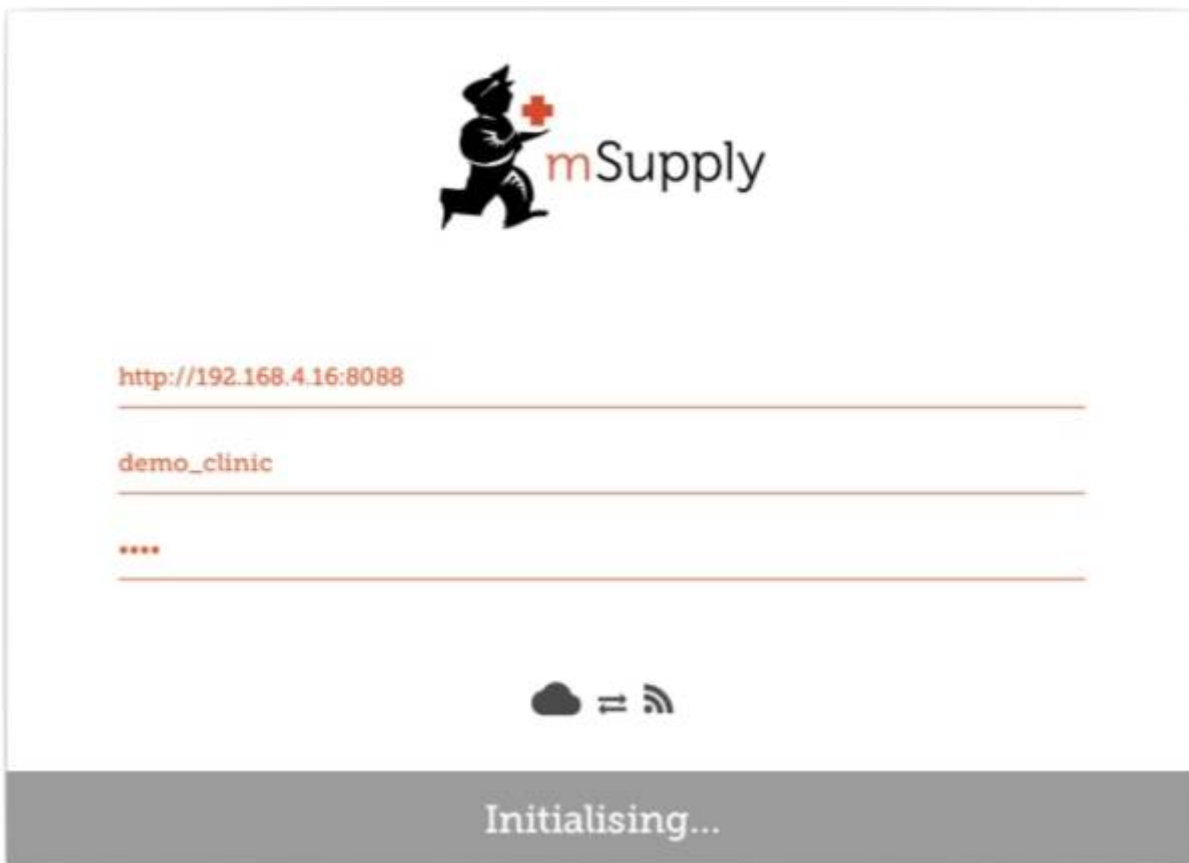 mSupply
http://192.168.4.16:8088
demo_clinic
••••
Initialising...